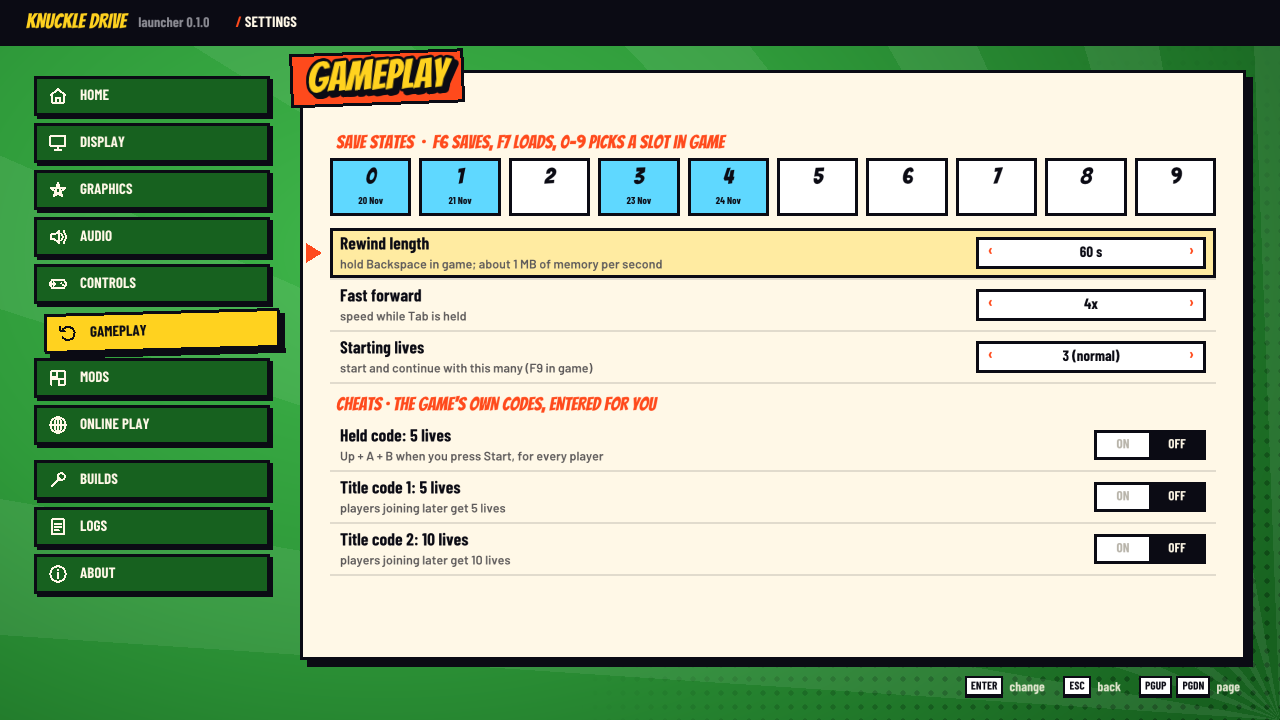 KNUCKLE DRIVE launcher 0.1.0 / SETTINGS
GAMEPLAY
HOME
DISPLAY
GRAPHICS
AUDIO
CONTROLS
GAMEPLAY
MODS
ONLINE PLAY
BUILDS
LOGS
ABOUT
SAVE STATES · F6 SAVES, F7 LOADS, 0-9 PICKS A SLOT IN GAME
0 1 2 3 4 5 6 7 8 9
20 Nov 21 Nov 23 Nov 24 Nov
Rewind length
hold Backspace in game; about 1 MB of memory per second
‹ 60 s ›
Fast forward
speed while Tab is held
‹ 4x ›
Starting lives
start and continue with this many (F9 in game)
‹ 3 (normal) ›
CHEATS · THE GAME'S OWN CODES, ENTERED FOR YOU
Held code: 5 lives
Up + A + B when you press Start, for every player
ON OFF
Title code 1: 5 lives
players joining later get 5 lives
ON OFF
Title code 2: 10 lives
players joining later get 10 lives
ON OFF
ENTER change ESC back PGUP PGDN page